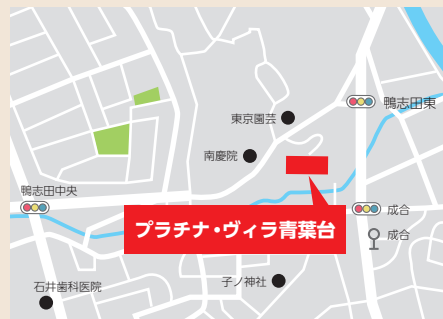 鴨志田東
東京園芸
南慶院
鴨志田中央
成合
プラチナ・ヴィラ青葉台
成合
子ノ神社
石井歯科医院